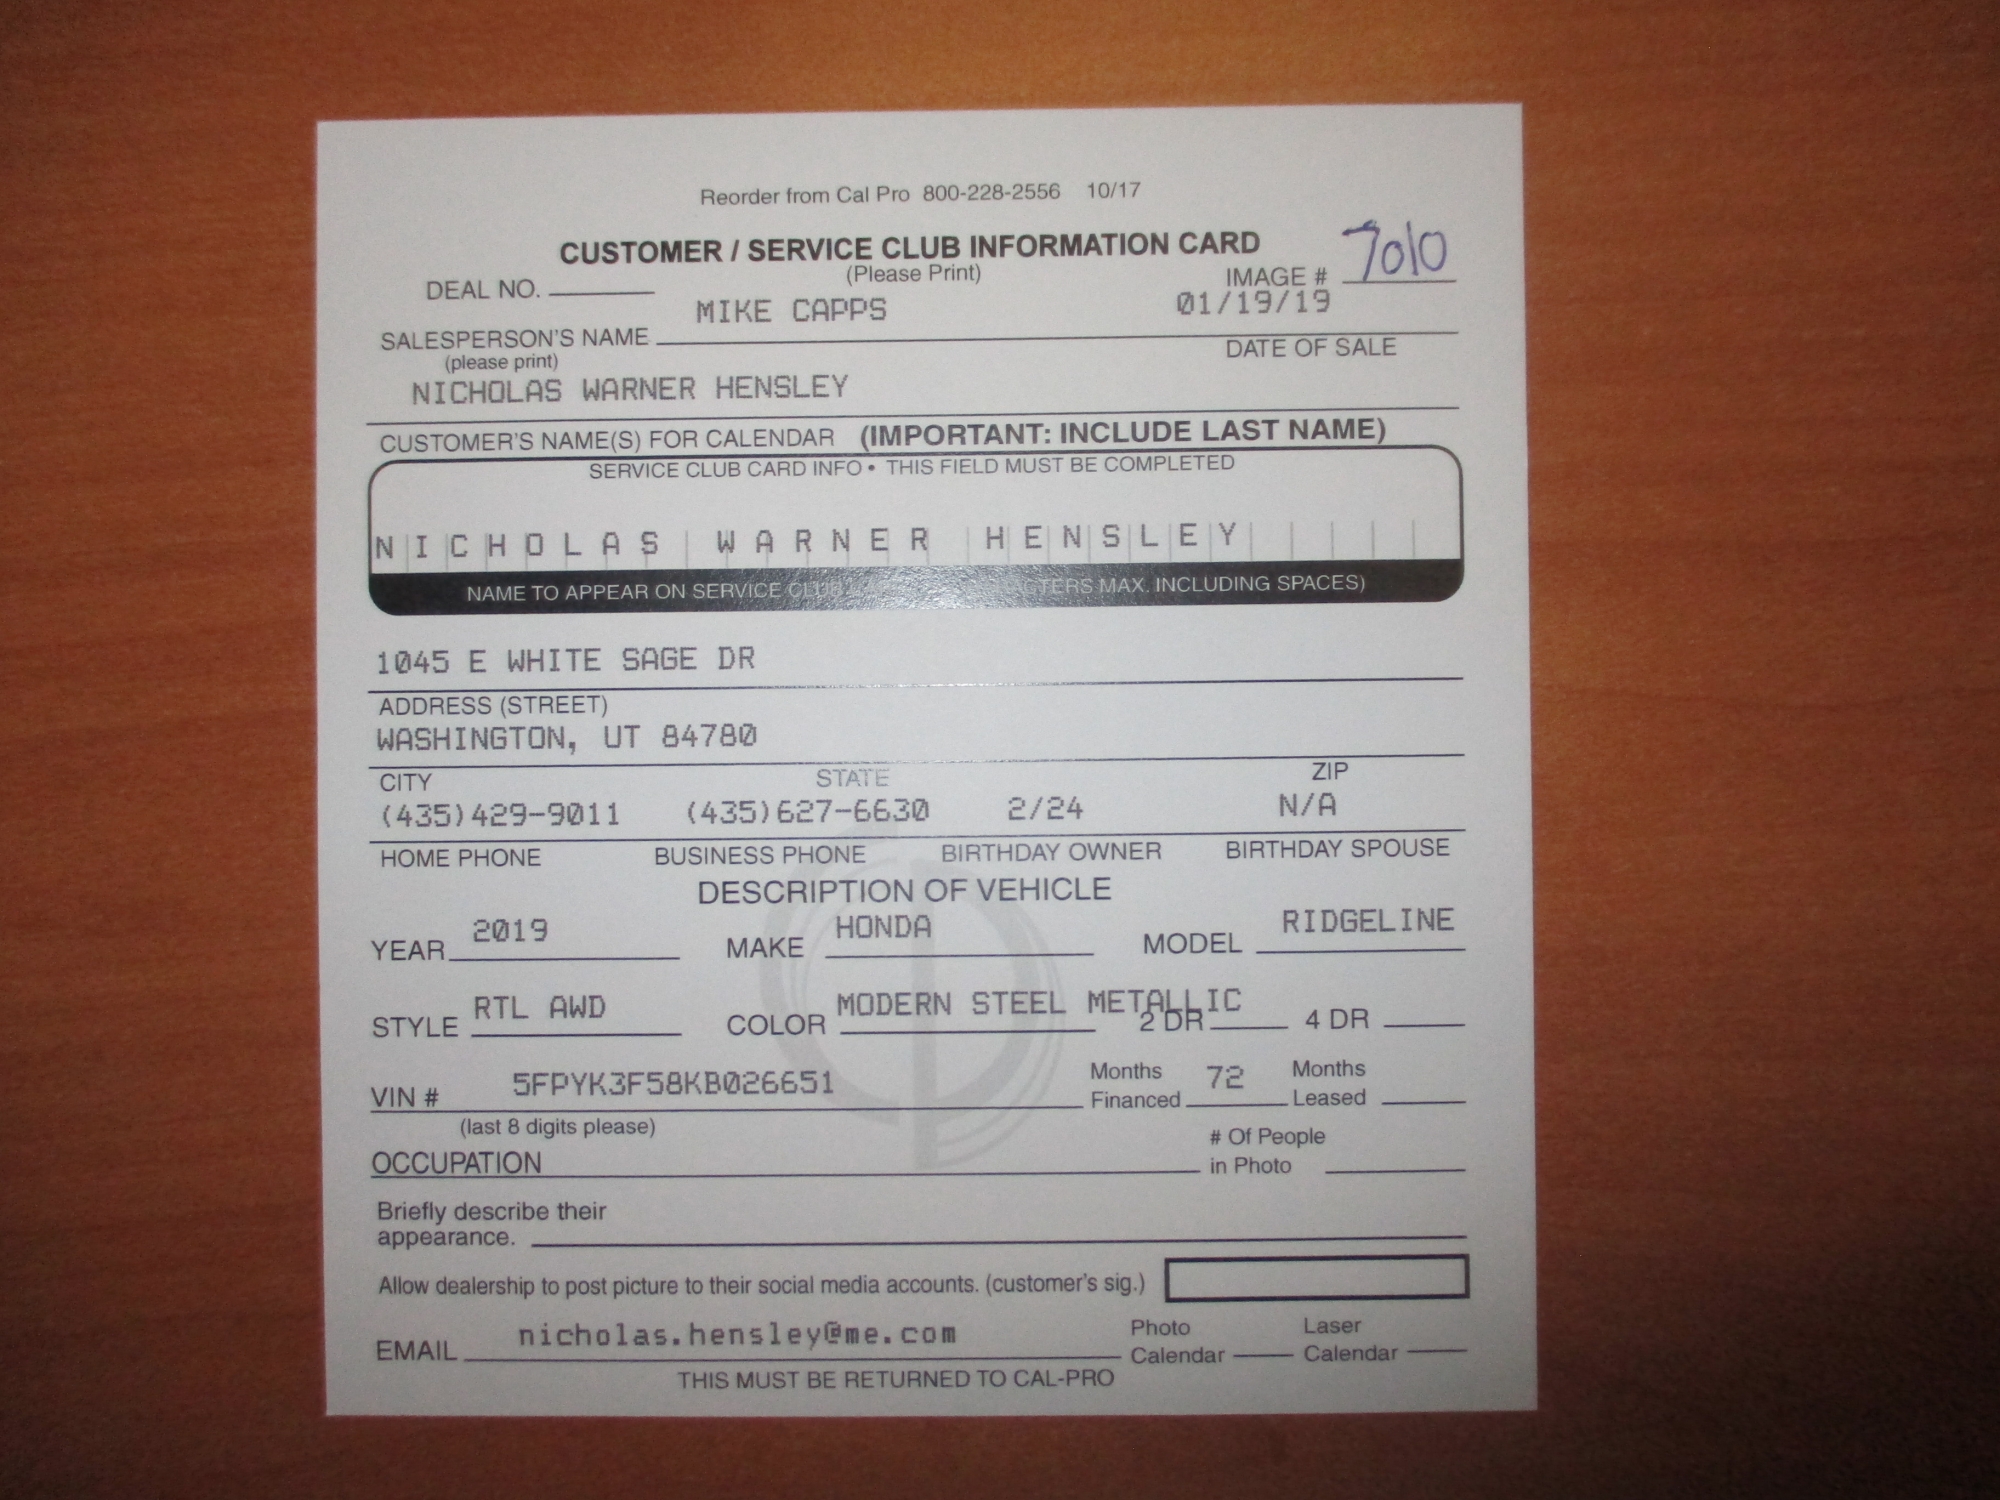 Reorder from Cal Pro 800-228-2556 10/17
CUSTOMER / SERVICE CLUB INFORMATION CARD
(Please Print)
DEAL NO.
IMAGE # 7010
MIKE CAPPS 01/19/19
SALESPERSON'S NAME DATE OF SALE
(please print)
NICHOLAS WARNER HENSLEY
CUSTOMER'S NAME(S) FOR CALENDAR (IMPORTANT: INCLUDE LAST NAME)
SERVICE CLUB CARD INFO • THIS FIELD MUST BE COMPLETED
NICHOLAS WARNER HENSLEY
NAME TO APPEAR ON SERVICE CLUB MAX. INCLUDING SPACES)
1045 E WHITE SAGE DR
ADDRESS (STREET)
WASHINGTON, UT 84780
CITY STATE ZIP
(435)429-9011 (435)627-6630 2/24 N/A
HOME PHONE BUSINESS PHONE BIRTHDAY OWNER BIRTHDAY SPOUSE
DESCRIPTION OF VEHICLE
YEAR 2019 MAKE HONDA MODEL RIDGELINE
STYLE RTL AWD COLOR MODERN STEEL METALLIC 2 DR 4 DR
VIN # 5FPYK3F58KB026651 Months Financed 72 Months Leased
(last 8 digits please)
OCCUPATION # Of People in Photo
Briefly describe their
appearance.
Allow dealership to post picture to their social media accounts. (customer's sig.)
EMAIL nicholas.hensley@me.com Photo Calendar Laser Calendar
THIS MUST BE RETURNED TO CAL-PRO